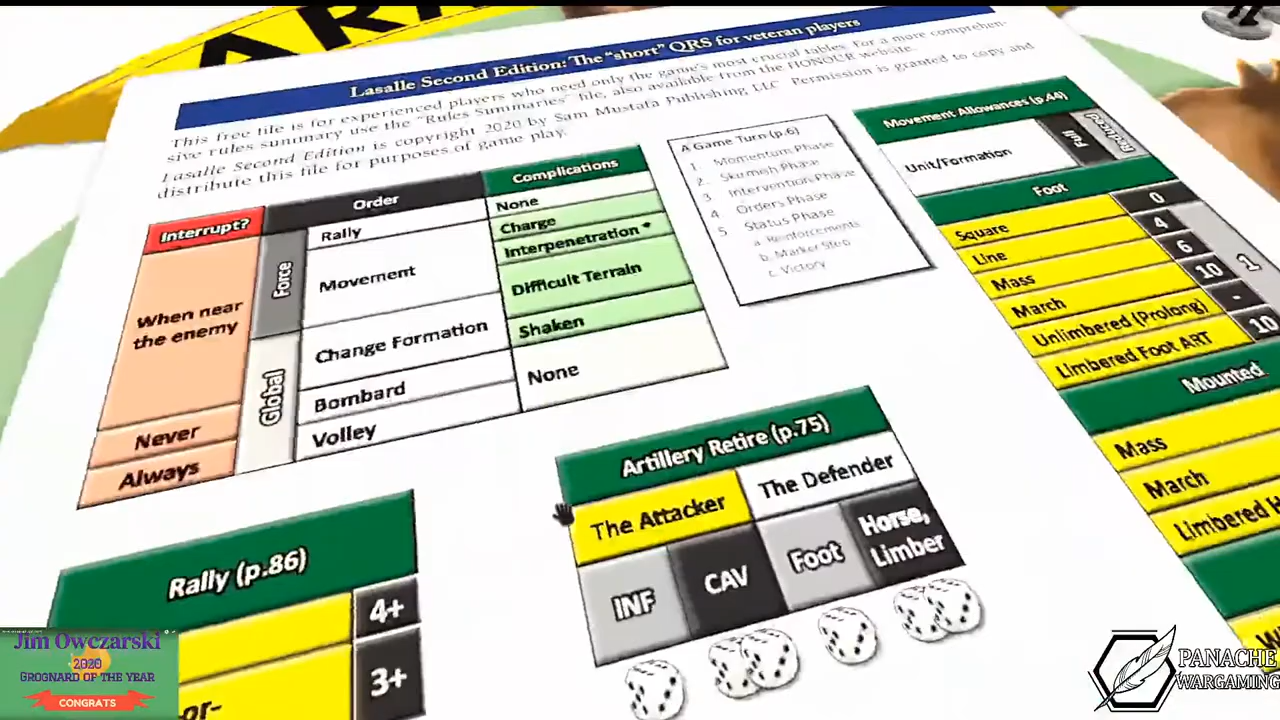 Lasalle Second Edition: The "short" QRS for veteran players
This free file is for experienced players who need only the game's most crucial tables. For a more comprehen-
sive rules summary use the "Rules Summaries" file, also available from the HONOUR website.
Lasalle Second Edition is copyright 2020 by Sam Mustafa Publishing LLC Permission is granted to copy and
distribute this file for purposes of game play.
Interrupt?
Order
Complications
When near
the enemy
Never
Always
Force
Global
Rally
Movement
Change Formation
Bombard
Volley
None
Charge
Interpenetration
Difficult Terrain
Shaken
None
A Game Turn (p.6)
1. Momentum Phase
2. Skirmish Phase
3 Intervention Phase
4 Orders Phase
5 Status Phase
a Reinforcements
b. Marker Step
c. Victory
Movement Allowances (p.44)
Unit/Formation
Full
Reduced
Foot
Square 0
Line 4
Mass 6
March 10
1
Unlimbered (Prolong) -
Limbered Foot ART 10
Mounted
Mass
March
Limbered
Artillery Retire (p.75)
The Attacker
The Defender
INF
CAV
Foot
Horse,
Limber
Rally (p.86)
4+
3+
-or-
Jim Owczarski
2020
GROGNARD OF THE YEAR
CONGRATS
PANACHE
WARGAMING